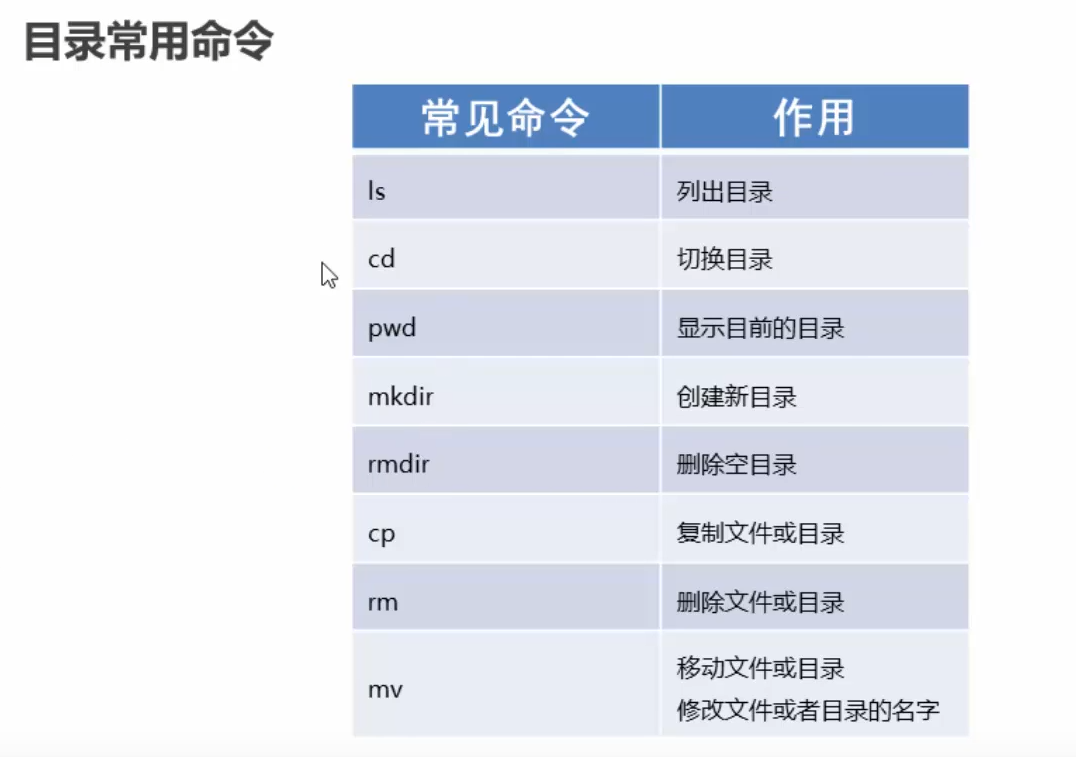 目录常用命令
常见命令 作用
ls 列出目录
cd 切换目录
pwd 显示目前的目录
mkdir 创建新目录
rmdir 删除空目录
cp 复制文件或目录
rm 删除文件或目录
mv 移动文件或目录
修改文件或者目录的名字